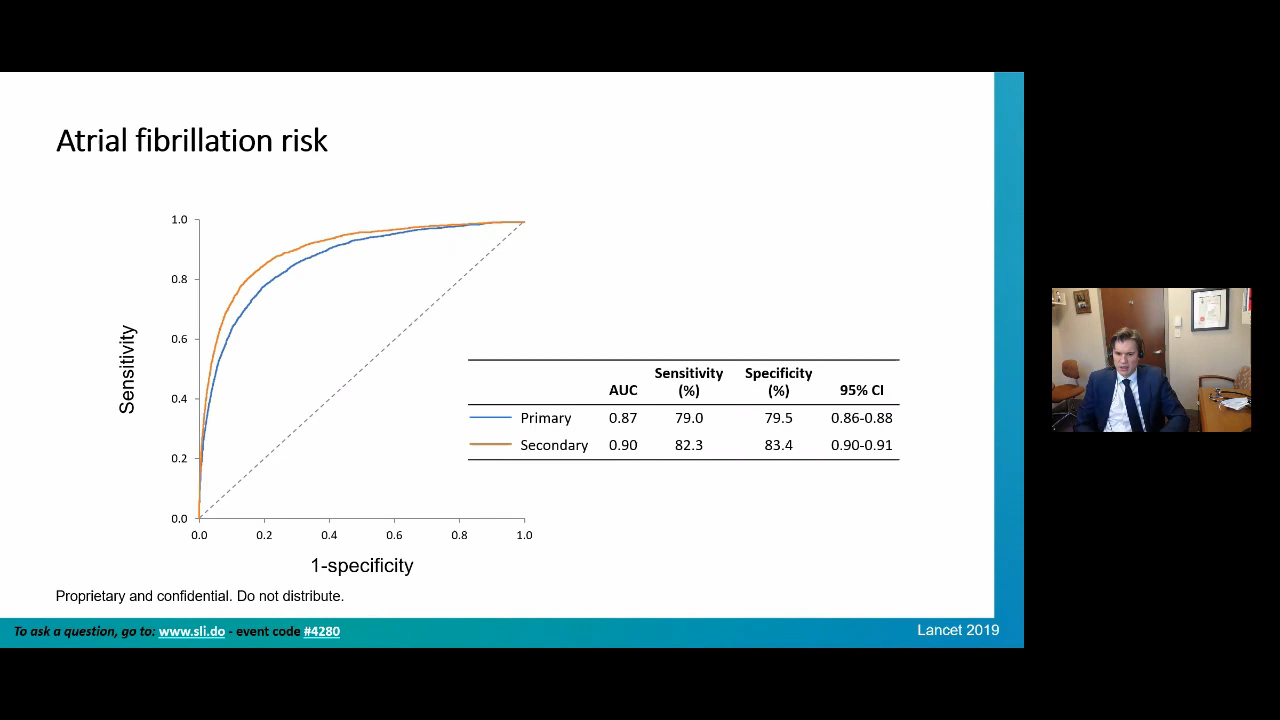 Atrial fibrillation risk
1.0
0.8
0.6
0.4
0.2
0.0
Sensitivity
0.0 0.2 0.4 0.6 0.8 1.0
1-specificity
AUC Sensitivity (%) Specificity (%) 95% CI
Primary 0.87 79.0 79.5 0.86-0.88
Secondary 0.90 82.3 83.4 0.90-0.91
Proprietary and confidential. Do not distribute.
To ask a question, go to: www.sli.do - event code #4280
Lancet 2019